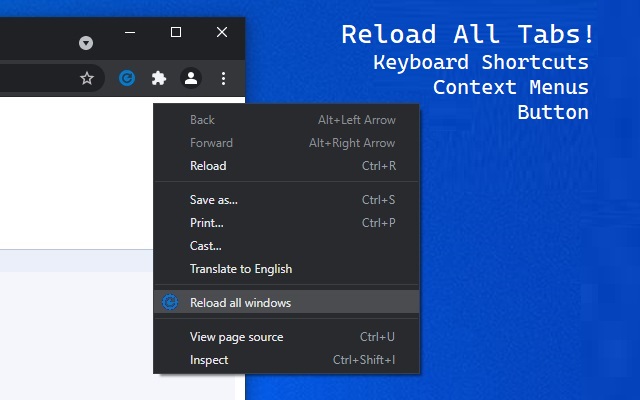 Reload All Tabs!
Keyboard Shortcuts
Context Menus
Button
Back Alt+Left Arrow
Forward Alt+Right Arrow
Reload Ctrl+R
Save as... Ctrl+S
Print... Ctrl+P
Cast...
Translate to English
Reload all windows
View page source Ctrl+U
Inspect Ctrl+Shift+I